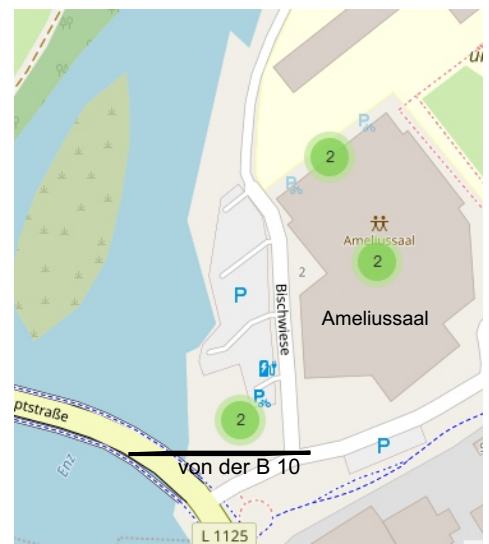 2
Ameliussaal
2
2
Ameliussaal
P
Bischwiese
2
ptstraße
P
von der B 10
Enz
L 1125